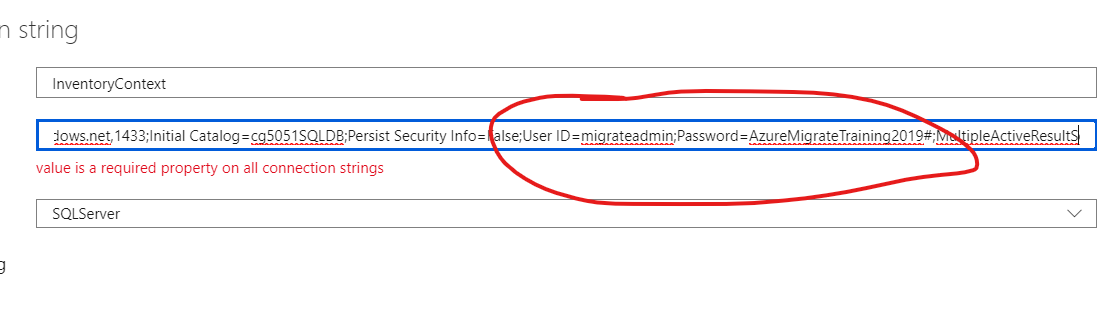 n string
InventoryContext
dows.net,1433;Initial Catalog=cg5051SQLDB;Persist Security Info=False;User ID=migrateadmin;Password=AzureMigrateTraining2019#;MultipleActiveResultS
value is a required property on all connection strings
SQLServer
g